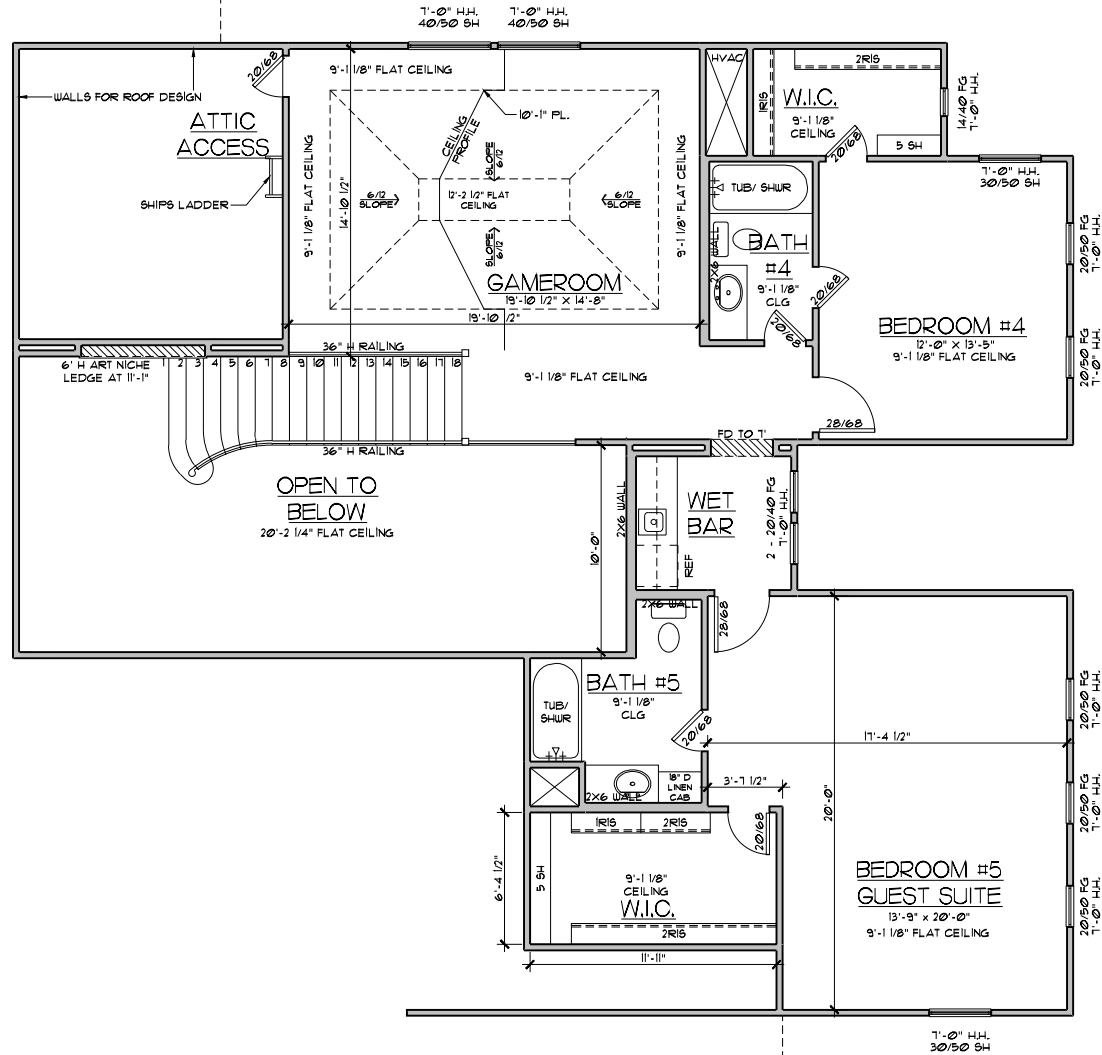 7'-0" H.H.
40/50 SH
7'-0" H.H.
40/50 SH
20/68
9'-1 1/8" FLAT CEILING
HVAC
2RIS
1RIS
W.I.C.
9'-1 1/8"
CEILING
5 SH
20/68
14/40 FG
7'-0" H.H.
WALLS FOR ROOF DESIGN
ATTIC
ACCESS
SHIPS LADDER
9'-1 1/8" FLAT CEILING
14'-10 1/2"
CEILING
PROFILE
10'-1" PL.
SLOPE
6/12
6/12
SLOPE
12'-2 1/2" FLAT
CEILING
6/12
SLOPE
SLOPE
6/12
9'-1 1/8" FLAT CEILING
GAMEROOM
19'-10 1/2" X 14'-8"
19'-10 1/2"
7'-0" H.H.
30/50 SH
TUB/ SHWR
2X6 WALL
BATH
#4
9'-1 1/8"
CLG
20/68
20/68
20/50 FG
7'-0" H.H.
BEDROOM #4
12'-0" X 13'-5"
9'-1 1/8" FLAT CEILING
20/50 FG
7'-0" H.H.
28/68
36" H RAILING
6' H ART NICHE
LEDGE AT 11'-1"
1 2 3 4 5 6 7 8 9 10 11 12 13 14 15 16 17 18
9'-1 1/8" FLAT CEILING
36" H RAILING
FD TO 7'
OPEN TO
BELOW
20'-2 1/4" FLAT CEILING
10'-0"
2X6 WALL
WET
BAR
REF
2 - 20/40 FG
7'-0" H.H.
2X6 WALL
28/68
BATH #5
9'-1 1/8"
CLG
TUB/
SHWR
20/68
17'-4 1/2"
20/50 FG
7'-0" H.H.
18" D
LINEN
CAB
2X6 WALL
3'-7 1/2"
20'-0"
20/50 FG
7'-0" H.H.
1RIS
2RIS
20/68
6'-4 1/2"
5 SH
9'-1 1/8"
CEILING
W.I.C.
2RIS
11'-11"
BEDROOM #5
GUEST SUITE
13'-9" x 20'-0"
9'-1 1/8" FLAT CEILING
20/50 FG
7'-0" H.H.
7'-0" H.H.
30/50 SH